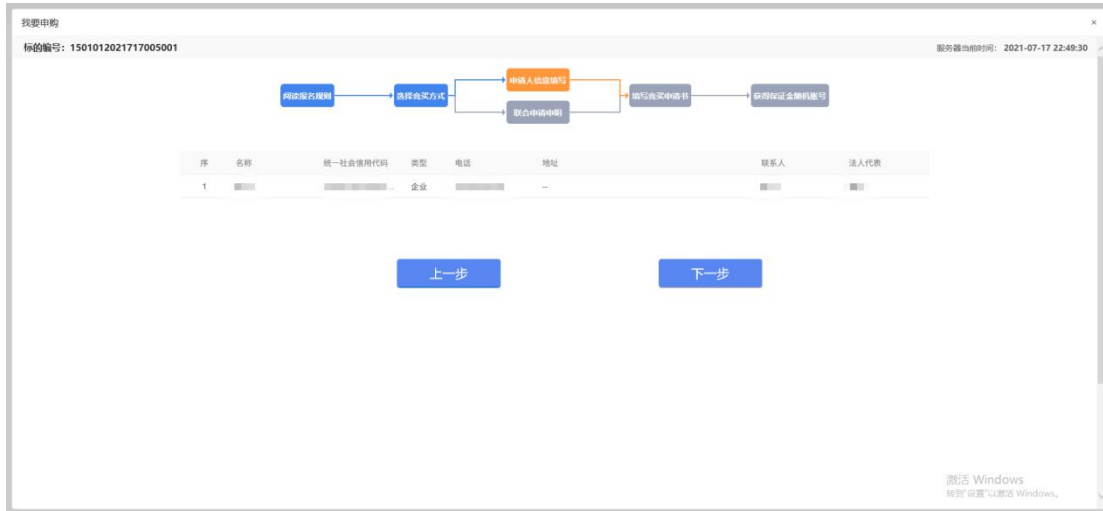 我要申购
×
标的编号：1501012021717005001
服务器当前时间： 2021-07-17 22:49:30
阅读报名规则
选择竞买方式
申请人信息填写
联合申请申明
填写竞买申请书
获得保证金随机账号
序 名称 统一社会信用代码 类型 电话 地址 联系人 法人代表
1 .. 企业 --
上一步 下一步
激活 Windows
转到"设置"以激活 Windows。